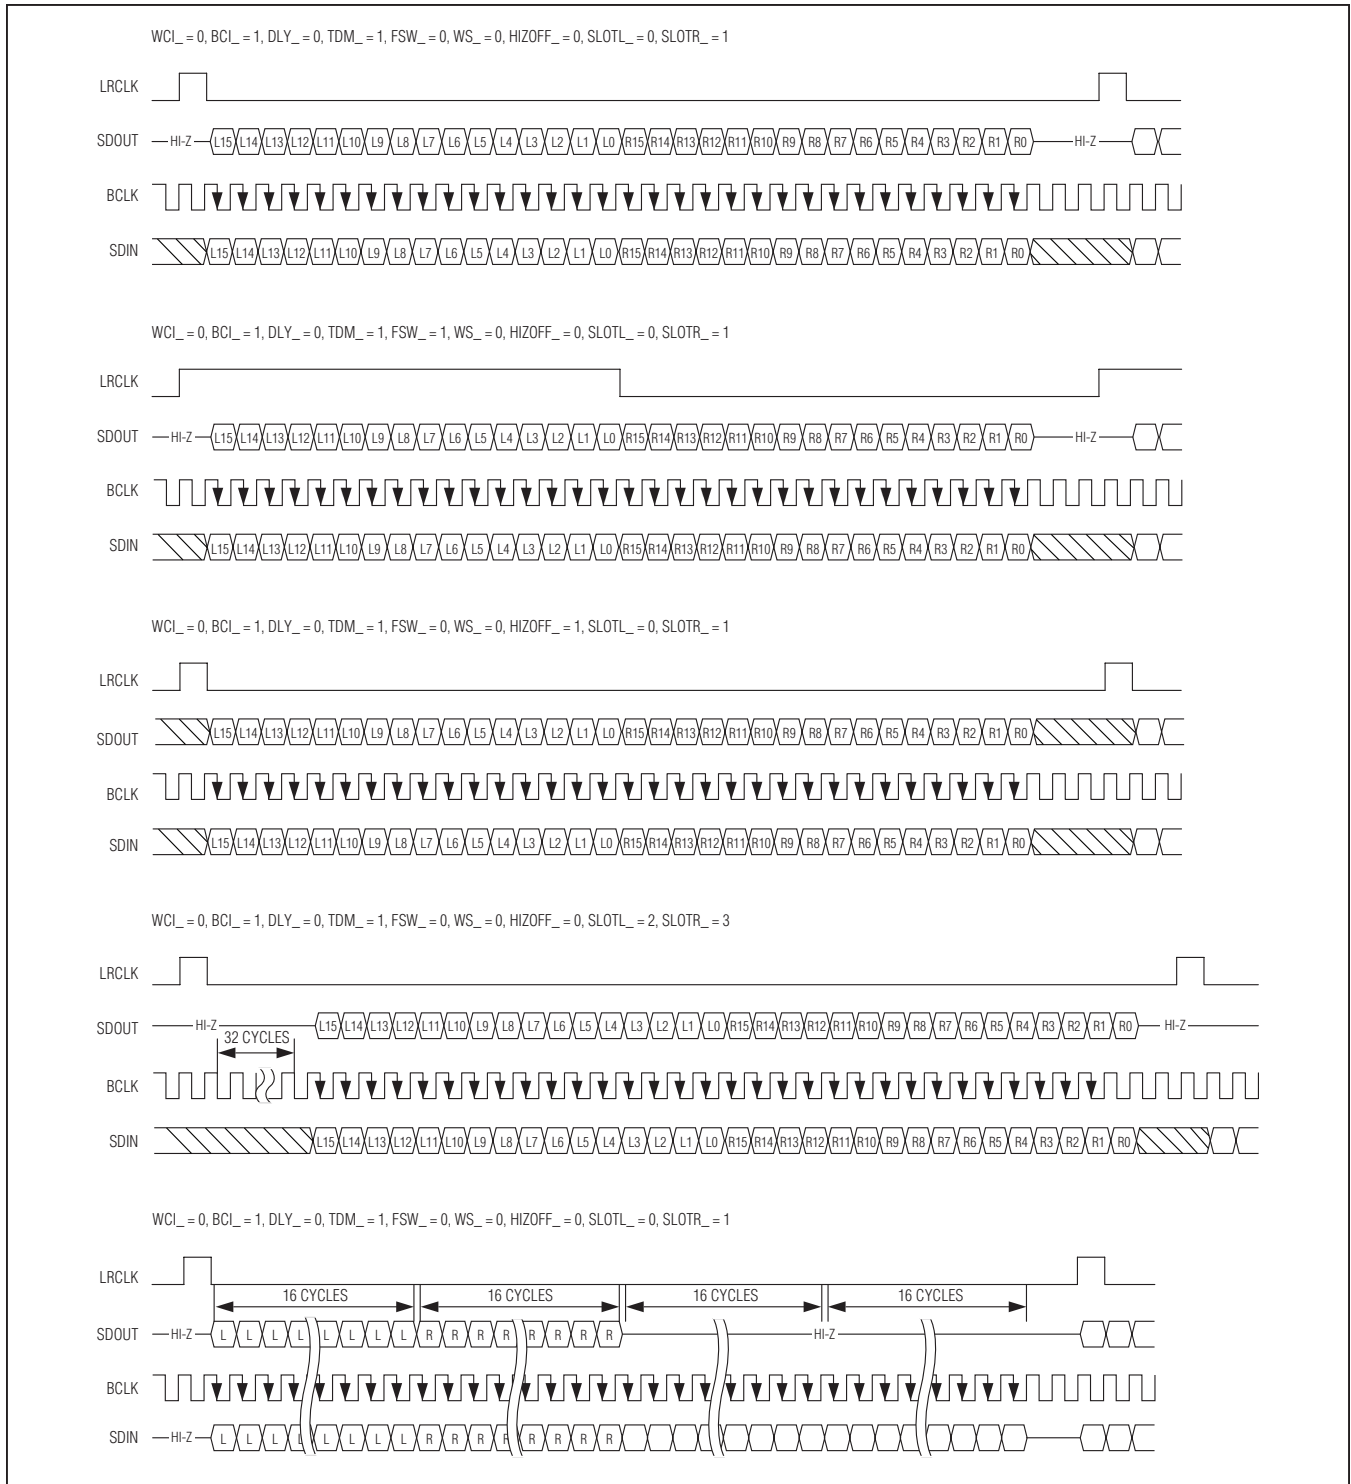 WCI_ = 0, BCI_ = 1, DLY_ = 0, TDM_ = 1, FSW_ = 0, WS_ = 0, HIZOFF_ = 0, SLOTL_ = 0, SLOTR_ = 1
LRCLK
SDOUT HI-Z L15 L14 L13 L12 L11 L10 L9 L8 L7 L6 L5 L4 L3 L2 L1 L0 R15 R14 R13 R12 R11 R10 R9 R8 R7 R6 R5 R4 R3 R2 R1 R0 HI-Z
BCLK
SDIN L15 L14 L13 L12 L11 L10 L9 L8 L7 L6 L5 L4 L3 L2 L1 L0 R15 R14 R13 R12 R11 R10 R9 R8 R7 R6 R5 R4 R3 R2 R1 R0
WCI_ = 0, BCI_ = 1, DLY_ = 0, TDM_ = 1, FSW_ = 1, WS_ = 0, HIZOFF_ = 0, SLOTL_ = 0, SLOTR_ = 1
LRCLK
SDOUT HI-Z L15 L14 L13 L12 L11 L10 L9 L8 L7 L6 L5 L4 L3 L2 L1 L0 R15 R14 R13 R12 R11 R10 R9 R8 R7 R6 R5 R4 R3 R2 R1 R0 HI-Z
BCLK
SDIN L15 L14 L13 L12 L11 L10 L9 L8 L7 L6 L5 L4 L3 L2 L1 L0 R15 R14 R13 R12 R11 R10 R9 R8 R7 R6 R5 R4 R3 R2 R1 R0
WCI_ = 0, BCI_ = 1, DLY_ = 0, TDM_ = 1, FSW_ = 0, WS_ = 0, HIZOFF_ = 1, SLOTL_ = 0, SLOTR_ = 1
LRCLK
SDOUT L15 L14 L13 L12 L11 L10 L9 L8 L7 L6 L5 L4 L3 L2 L1 L0 R15 R14 R13 R12 R11 R10 R9 R8 R7 R6 R5 R4 R3 R2 R1 R0
BCLK
SDIN L15 L14 L13 L12 L11 L10 L9 L8 L7 L6 L5 L4 L3 L2 L1 L0 R15 R14 R13 R12 R11 R10 R9 R8 R7 R6 R5 R4 R3 R2 R1 R0
WCI_ = 0, BCI_ = 1, DLY_ = 0, TDM_ = 1, FSW_ = 0, WS_ = 0, HIZOFF_ = 0, SLOTL_ = 2, SLOTR_ = 3
LRCLK
SDOUT HI-Z L15 L14 L13 L12 L11 L10 L9 L8 L7 L6 L5 L4 L3 L2 L1 L0 R15 R14 R13 R12 R11 R10 R9 R8 R7 R6 R5 R4 R3 R2 R1 R0 HI-Z
32 CYCLES
BCLK
SDIN L15 L14 L13 L12 L11 L10 L9 L8 L7 L6 L5 L4 L3 L2 L1 L0 R15 R14 R13 R12 R11 R10 R9 R8 R7 R6 R5 R4 R3 R2 R1 R0
WCI_ = 0, BCI_ = 1, DLY_ = 0, TDM_ = 1, FSW_ = 0, WS_ = 0, HIZOFF_ = 0, SLOTL_ = 0, SLOTR_ = 1
LRCLK
16 CYCLES 16 CYCLES 16 CYCLES 16 CYCLES
SDOUT HI-Z L L L L L L L L R R R R R R R R HI-Z
BCLK
SDIN HI-Z L L L L L L L L R R R R R R R R